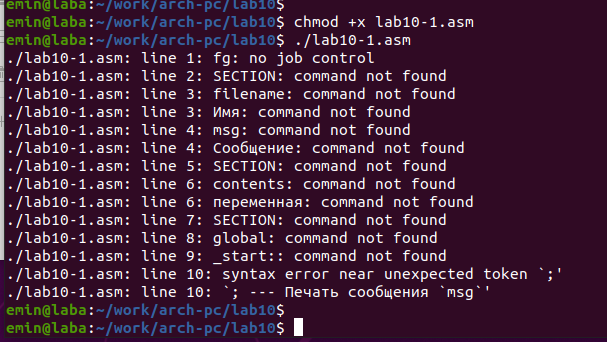 emin@laba:~/work/arch-pc/lab10$
emin@laba:~/work/arch-pc/lab10$ chmod +x lab10-1.asm
emin@laba:~/work/arch-pc/lab10$ ./lab10-1.asm
./lab10-1.asm: line 1: fg: no job control
./lab10-1.asm: line 2: SECTION: command not found
./lab10-1.asm: line 3: filename: command not found
./lab10-1.asm: line 3: Имя: command not found
./lab10-1.asm: line 4: msg: command not found
./lab10-1.asm: line 4: Сообщение: command not found
./lab10-1.asm: line 5: SECTION: command not found
./lab10-1.asm: line 6: contents: command not found
./lab10-1.asm: line 6: переменная: command not found
./lab10-1.asm: line 7: SECTION: command not found
./lab10-1.asm: line 8: global: command not found
./lab10-1.asm: line 9: _start:: command not found
./lab10-1.asm: line 10: syntax error near unexpected token `;'
./lab10-1.asm: line 10: `; --- Печать сообщения `msg`'
emin@laba:~/work/arch-pc/lab10$
emin@laba:~/work/arch-pc/lab10$